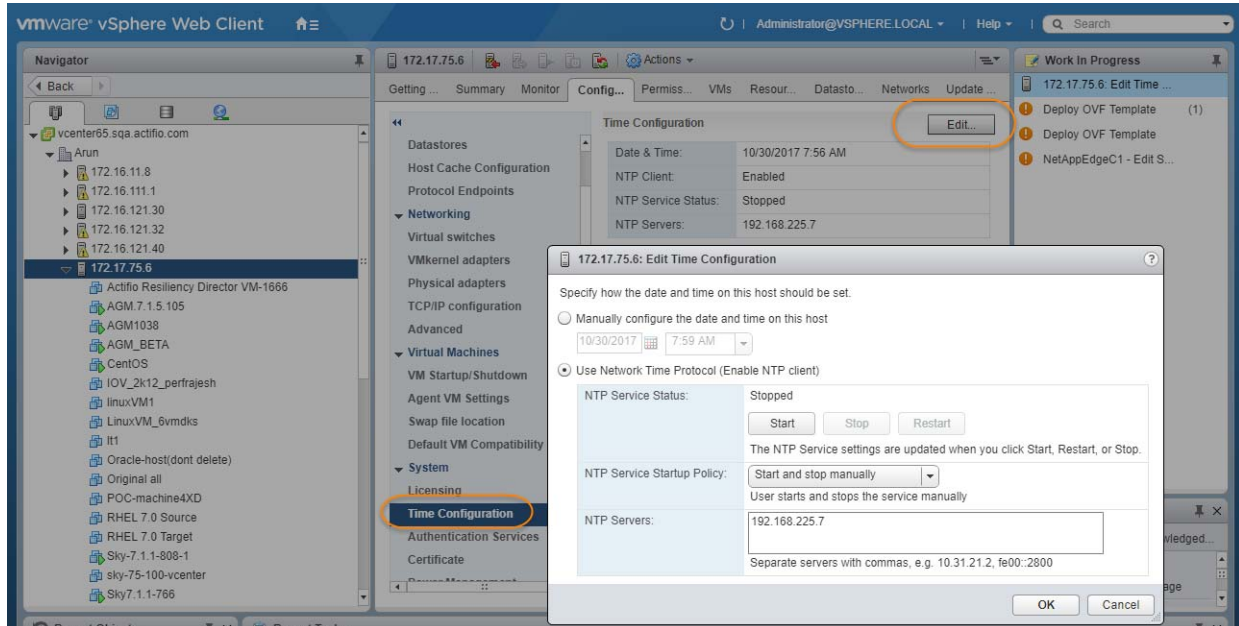 vmware® vSphere Web Client
Administrator@VSPHERE.LOCAL
Help
Search
Navigator
Back
vcenter65.sqa.actifio.com
Arun
172.16.11.8
172.16.111.1
172.16.121.30
172.16.121.32
172.16.121.40
172.17.75.6
Actifio Resiliency Director VM-1666
AGM.7.1.5.105
AGM1038
AGM_BETA
CentOS
IOV_2k12_perfrajesh
linuxVM1
LinuxVM_6vmdks
lt1
Oracle-host(dont delete)
Original all
POC-machine4XD
RHEL 7.0 Source
RHEL 7.0 Target
Sky-7.1.1-808-1
sky-75-100-vcenter
Sky7.1.1-766
172.17.75.6
Actions
Getting ... Summary Monitor Config... Permiss... VMs Resour... Datasto... Networks Update ...
Datastores
Host Cache Configuration
Protocol Endpoints
Networking
Virtual switches
VMkernel adapters
Physical adapters
TCP/IP configuration
Advanced
Virtual Machines
VM Startup/Shutdown
Agent VM Settings
Swap file location
Default VM Compatibility
System
Licensing
Time Configuration
Authentication Services
Certificate
Power Management
Time Configuration
Edit...
Date & Time: 10/30/2017 7:56 AM
NTP Client: Enabled
NTP Service Status: Stopped
NTP Servers: 192.168.225.7
Work In Progress
172.17.75.6: Edit Time ...
Deploy OVF Template (1)
Deploy OVF Template
NetAppEdgeC1 - Edit S...
172.17.75.6: Edit Time Configuration
Specify how the date and time on this host should be set.
Manually configure the date and time on this host
10/30/2017 7:59 AM
Use Network Time Protocol (Enable NTP client)
NTP Service Status: Stopped
Start Stop Restart
The NTP Service settings are updated when you click Start, Restart, or Stop.
NTP Service Startup Policy: Start and stop manually
User starts and stops the service manually
NTP Servers: 192.168.225.7
Separate servers with commas, e.g. 10.31.21.2, fe00::2800
OK Cancel